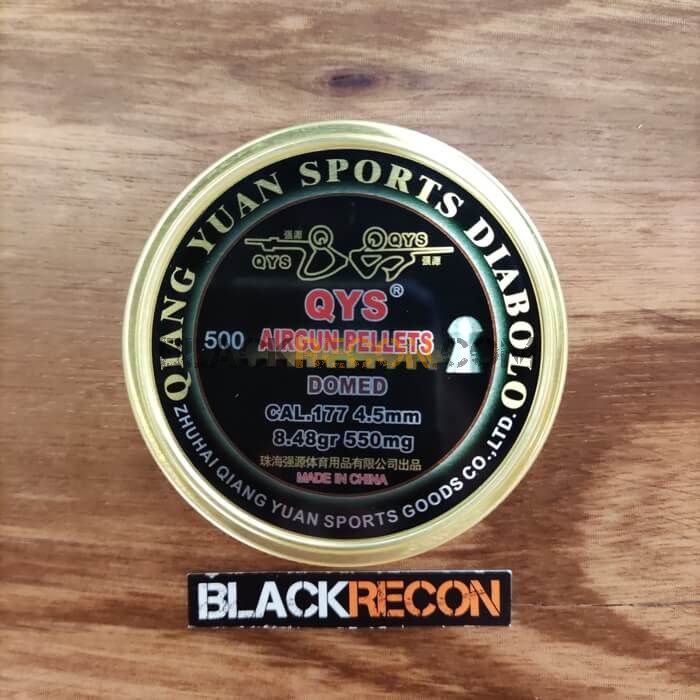 QIANG YUAN SPORTS DIABOLO
强源
QYS
QYS
强源
QYS®
500
AIRGUN PELLETS
DOMED
CAL.177 4.5mm
8.48gr 550mg
珠海强源体育用品有限公司出品
MADE IN CHINA
ZHUHAI QIANG YUAN SPORTS GOODS CO.,LTD.
BLACKRECON.COM
BLACKRECON